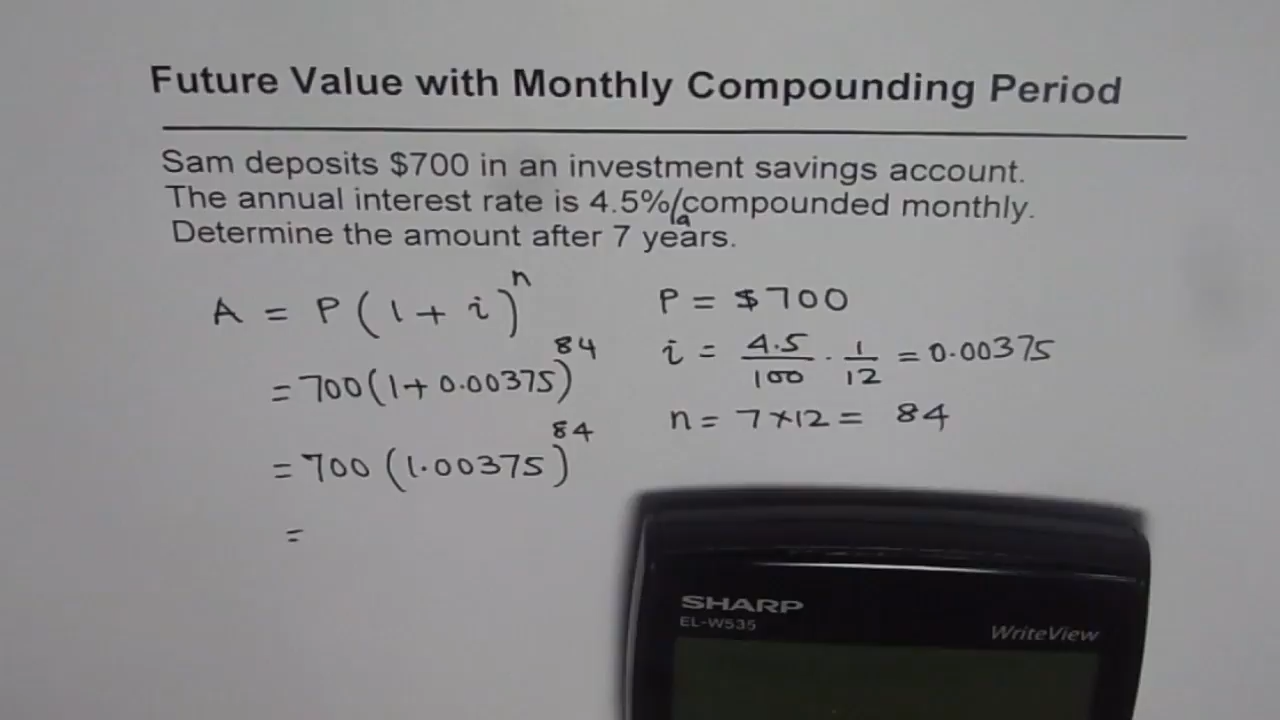 Future Value with Monthly Compounding Period
Sam deposits $700 in an investment savings account.
The annual interest rate is 4.5%/a compounded monthly.
Determine the amount after 7 years.
A = P(1+i)^n
= 700(1+0.00375)^84
= 700(1.00375)^84
=
P = $700
i = 4.5/100 · 1/12 = 0.00375
n = 7×12 = 84
SHARP
EL-W535
WriteView